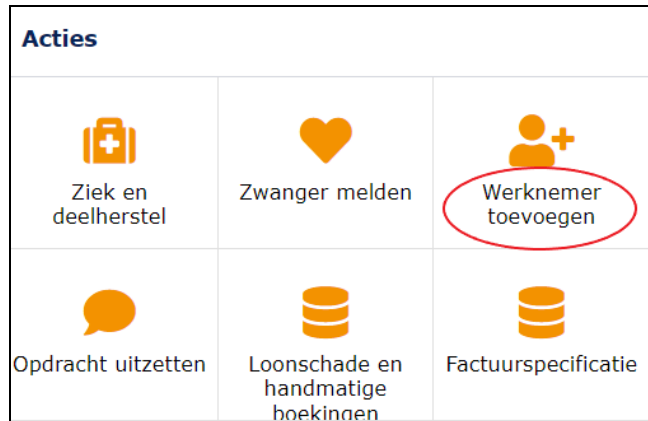 Acties
Ziek en
deelherstel
Zwanger melden
Werknemer
toevoegen
Opdracht uitzetten
Loonschade en
handmatige
boekingen
Factuurspecificatie